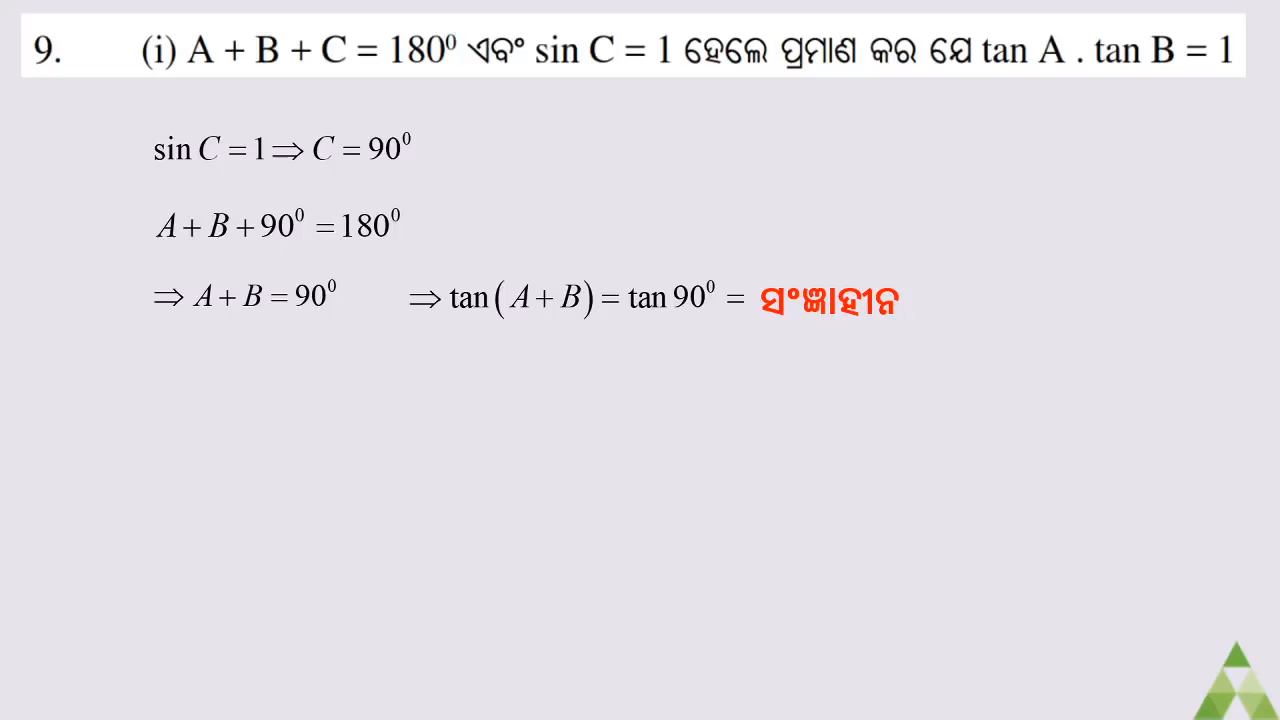 9. (i) A + B + C = 180⁰ ଏବଂ sin C = 1 ହେଲେ ପ୍ରମାଣ କର ଯେ tan A . tan B = 1
sin C = 1 ⇒ C = 90⁰
A + B + 90⁰ = 180⁰
⇒ A + B = 90⁰ ⇒ tan ( A + B ) = tan 90⁰ = ସଂଜ୍ଞାହୀନ